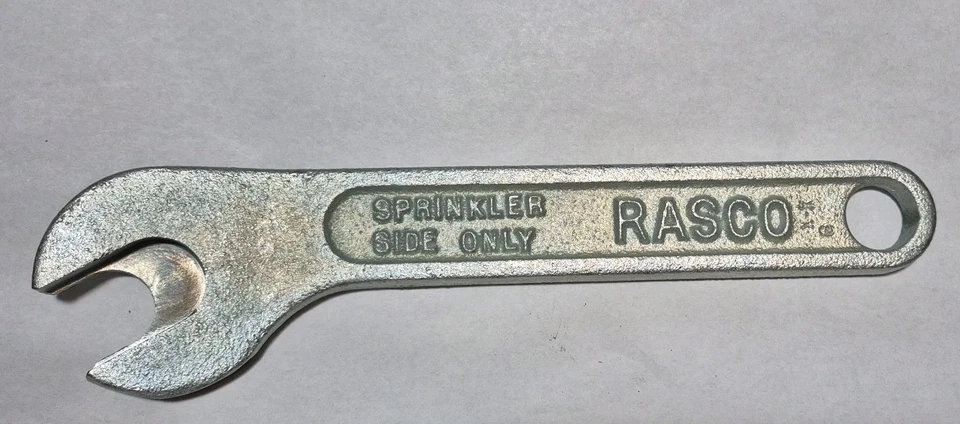 SPRINKLER
SIDE ONLY
RASCO